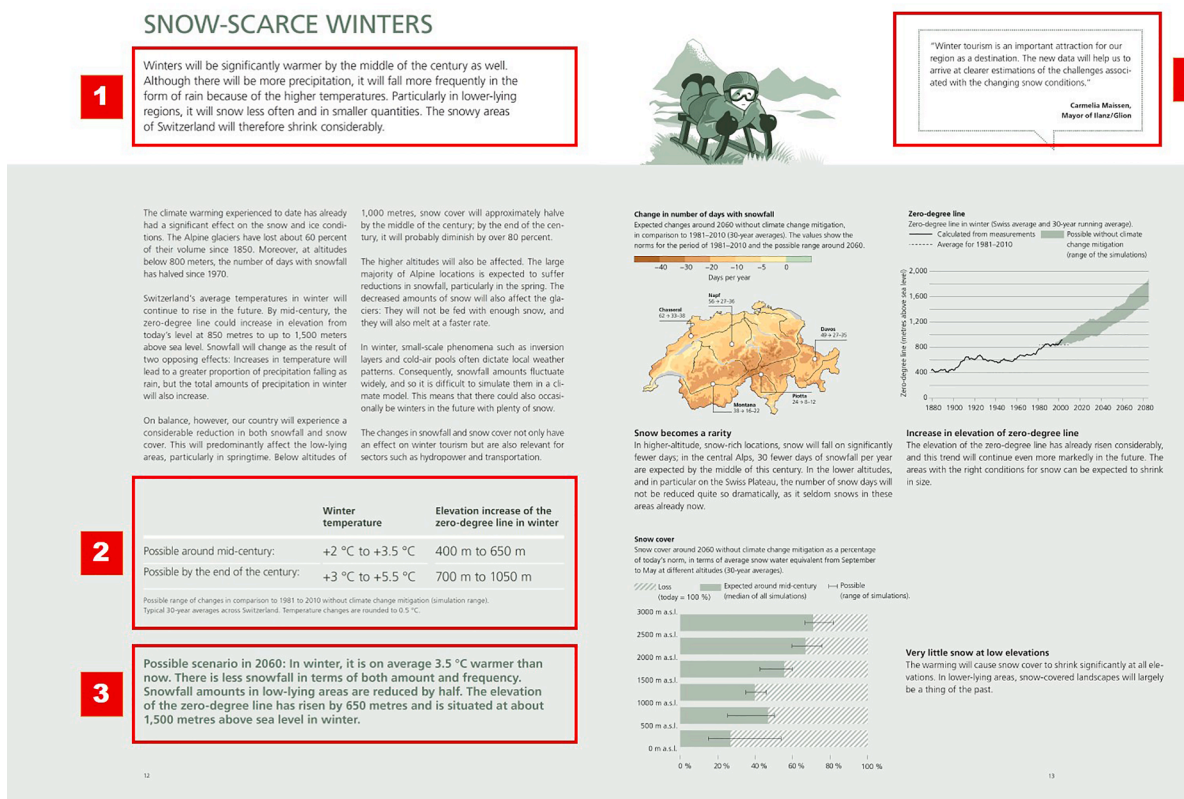 SNOW-SCARCE WINTERS
1
Winters will be significantly warmer by the middle of the century as well.
Although there will be more precipitation, it will fall more frequently in the
form of rain because of the higher temperatures. Particularly in lower-lying
regions, it will snow less often and in smaller quantities. The snowy areas
of Switzerland will therefore shrink considerably.
"Winter tourism is an important attraction for our
region as a destination. The new data will help us to
arrive at clearer estimations of the challenges associ-
ated with the changing snow conditions."
Carmelia Maissen,
Mayor of Ilanz/Glion
The climate warming experienced to date has already
had a significant effect on the snow and ice condi-
tions. The Alpine glaciers have lost about 60 percent
of their volume since 1850. Moreover, at altitudes
below 800 meters, the number of days with snowfall
has halved since 1970.
Switzerland's average temperatures in winter will
continue to rise in the future. By mid-century, the
zero-degree line could increase in elevation from
today's level at 850 metres to up to 1,500 meters
above sea level. Snowfall will change as the result of
two opposing effects: Increases in temperature will
lead to a greater proportion of precipitation falling as
rain, but the total amounts of precipitation in winter
will also increase.
On balance, however, our country will experience a
considerable reduction in both snowfall and snow
cover. This will predominantly affect the low-lying
areas, particularly in springtime. Below altitudes of
1,000 metres, snow cover will approximately halve
by the middle of the century; by the end of the cen-
tury, it will probably diminish by over 80 percent.
The higher altitudes will also be affected. The large
majority of Alpine locations is expected to suffer
reductions in snowfall, particularly in the spring. The
decreased amounts of snow will also affect the gla-
ciers: They will not be fed with enough snow, and
they will also melt at a faster rate.
In winter, small-scale phenomena such as inversion
layers and cold-air pools often dictate local weather
patterns. Consequently, snowfall amounts fluctuate
widely, and so it is difficult to simulate them in a cli-
mate model. This means that there could also occasi-
onally be winters in the future with plenty of snow.
The changes in snowfall and snow cover not only have
an effect on winter tourism but are also relevant for
sectors such as hydropower and transportation.
2
Winter
temperature
Elevation increase of the
zero-degree line in winter
Possible around mid-century: +2 °C to +3.5 °C 400 m to 650 m
Possible by the end of the century: +3 °C to +5.5 °C 700 m to 1050 m
Possible range of changes in comparison to 1981 to 2010 without climate change mitigation (simulation range).
Typical 30-year averages across Switzerland. Temperature changes are rounded to 0.5 °C.
3
Possible scenario in 2060: In winter, it is on average 3.5 °C warmer than
now. There is less snowfall in terms of both amount and frequency.
Snowfall amounts in low-lying areas are reduced by half. The elevation
of the zero-degree line has risen by 650 metres and is situated at about
1,500 metres above sea level in winter.
12
Change in number of days with snowfall
Expected changes around 2060 without climate change mitigation,
in comparison to 1981–2010 (30-year averages). The values show the
norms for the period of 1981–2010 and the possible range around 2060.
−40 −30 −20 −10 −5 0
Days per year
Napf
56 → 27–36
Chasseral
62 → 33–38
Davos
49 → 27–35
Piotta
24 → 8–12
Montana
38 → 16–22
Snow becomes a rarity
In higher-altitude, snow-rich locations, snow will fall on significantly
fewer days; in the central Alps, 30 fewer days of snowfall per year
are expected by the middle of this century. In the lower altitudes,
and in particular on the Swiss Plateau, the number of snow days will
not be reduced quite so dramatically, as it seldom snows in these
areas already now.
Zero-degree line
Zero-degree line in winter (Swiss average and 30-year running average).
Calculated from measurements
Average for 1981–2010
Possible without climate
change mitigation
(range of the simulations)
Zero-degree line (metres above sea level)
2,000
1,600
1,200
800
400
0
1880 1900 1920 1940 1960 1980 2000 2020 2040 2060 2080
Increase in elevation of zero-degree line
The elevation of the zero-degree line has already risen considerably,
and this trend will continue even more markedly in the future. The
areas with the right conditions for snow can be expected to shrink
in size.
Snow cover
Snow cover around 2060 without climate change mitigation as a percentage
of today's norm, in terms of average snow water equivalent from September
to May at different altitudes (30-year averages).
Loss
(today = 100 %)
Expected around mid-century
(median of all simulations)
Possible
(range of simulations).
3000 m a.s.l.
2500 m a.s.l.
2000 m a.s.l.
1500 m a.s.l.
1000 m a.s.l.
500 m a.s.l.
0 m a.s.l.
0 % 20 % 40 % 60 % 80 % 100 %
Very little snow at low elevations
The warming will cause snow cover to shrink significantly at all ele-
vations. In lower-lying areas, snow-covered landscapes will largely
be a thing of the past.
13